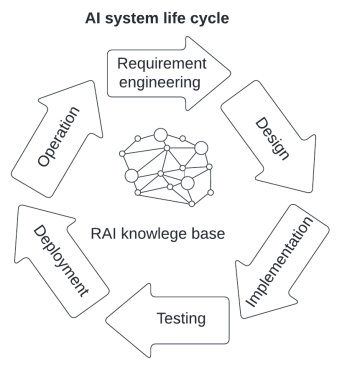 AI system life cycle
Requirement
engineering
Design
Implementation
Testing
Deployment
Operation
RAI knowlege base